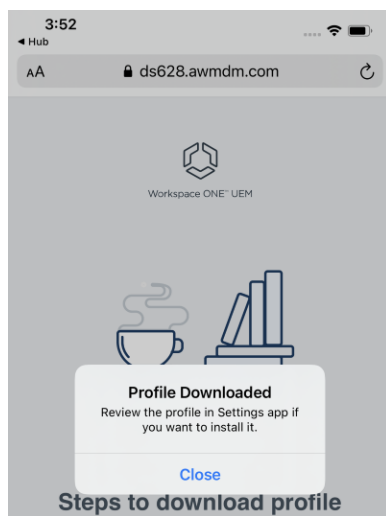 3:52
◀ Hub
AA ds628.awmdm.com
Workspace ONE™ UEM
Profile Downloaded
Review the profile in Settings app if
you want to install it.
Close
Steps to download profile